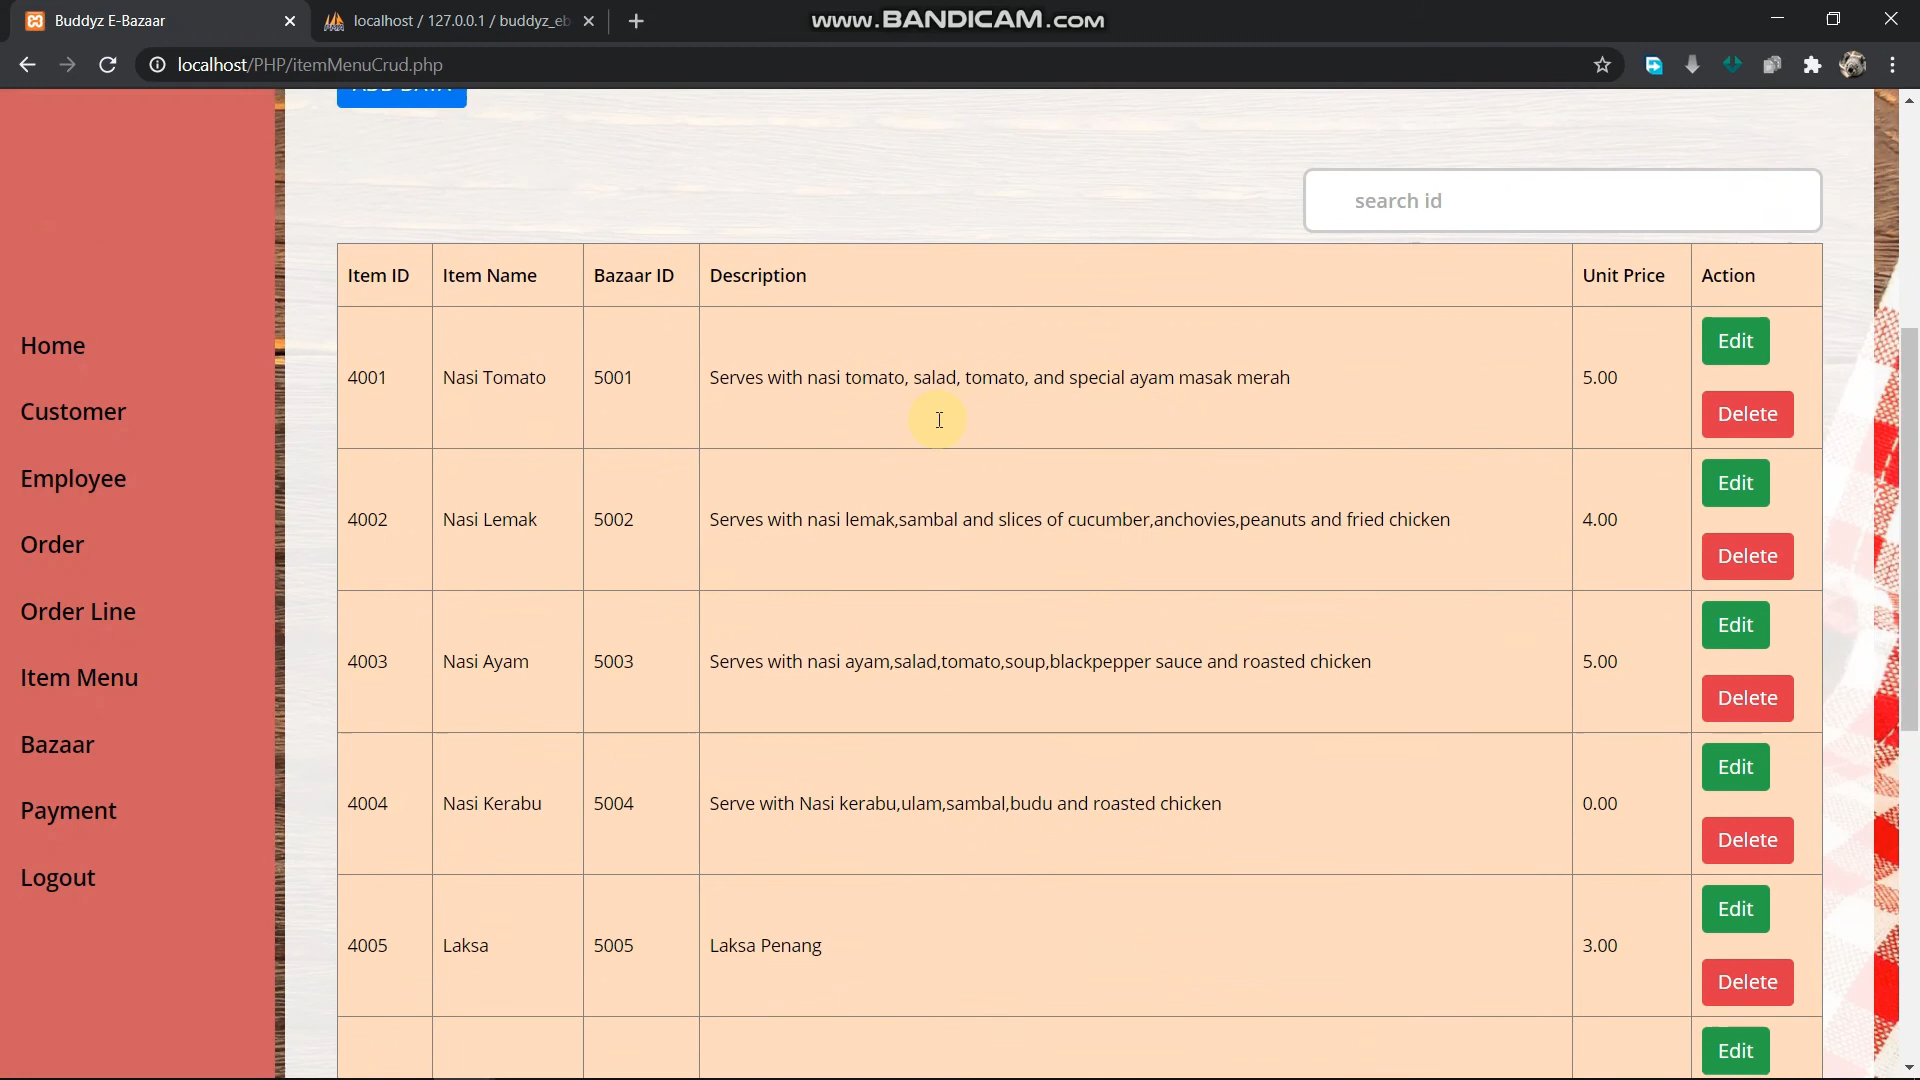 Buddyz E-Bazaar
localhost / 127.0.0.1 / buddyz_eb
www.BANDICAM.com
localhost/PHP/itemMenuCrud.php
ADD DATA
search id
Item ID Item Name Bazaar ID Description Unit Price Action
4001 Nasi Tomato 5001 Serves with nasi tomato, salad, tomato, and special ayam masak merah 5.00 Edit
Delete
4002 Nasi Lemak 5002 Serves with nasi lemak,sambal and slices of cucumber,anchovies,peanuts and fried chicken 4.00 Edit
Delete
4003 Nasi Ayam 5003 Serves with nasi ayam,salad,tomato,soup,blackpepper sauce and roasted chicken 5.00 Edit
Delete
4004 Nasi Kerabu 5004 Serve with Nasi kerabu,ulam,sambal,budu and roasted chicken 0.00 Edit
Delete
4005 Laksa 5005 Laksa Penang 3.00 Edit
Delete
Edit
Home
Customer
Employee
Order
Order Line
Item Menu
Bazaar
Payment
Logout